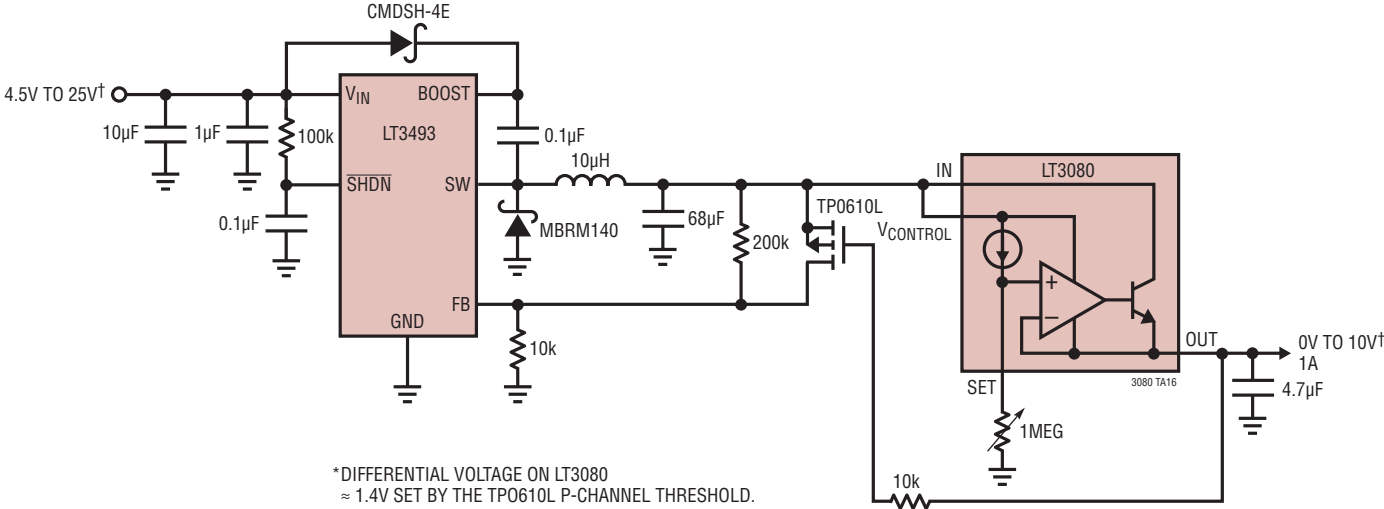 CMDSH-4E
4.5V TO 25V†
VIN
BOOST
10µF
1µF
100k
LT3493
0.1µF
10µH
IN
LT3080
SHDN
SW
TP0610L
0.1µF
MBRM140
68µF
200k
VCONTROL
+
–
FB
GND
10k
OUT
0V TO 10V†
1A
3080 TA16
4.7µF
SET
1MEG
*DIFFERENTIAL VOLTAGE ON LT3080
≈ 1.4V SET BY THE TP0610L P-CHANNEL THRESHOLD.
10k